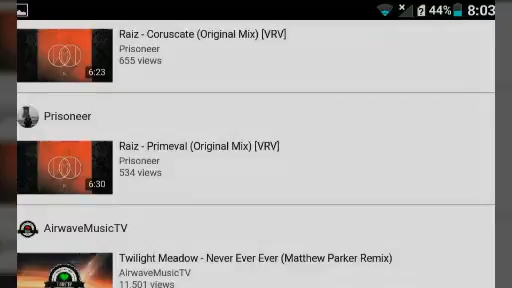 44% 8:03
Raiz - Coruscate (Original Mix) [VRV]
Prisoneer
655 views
6:23
Prisoneer
Raiz - Primeval (Original Mix) [VRV]
Prisoneer
534 views
6:30
AirwaveMusicTV
Twilight Meadow - Never Ever Ever (Matthew Parker Remix)
AirwaveMusicTV
11,501 views